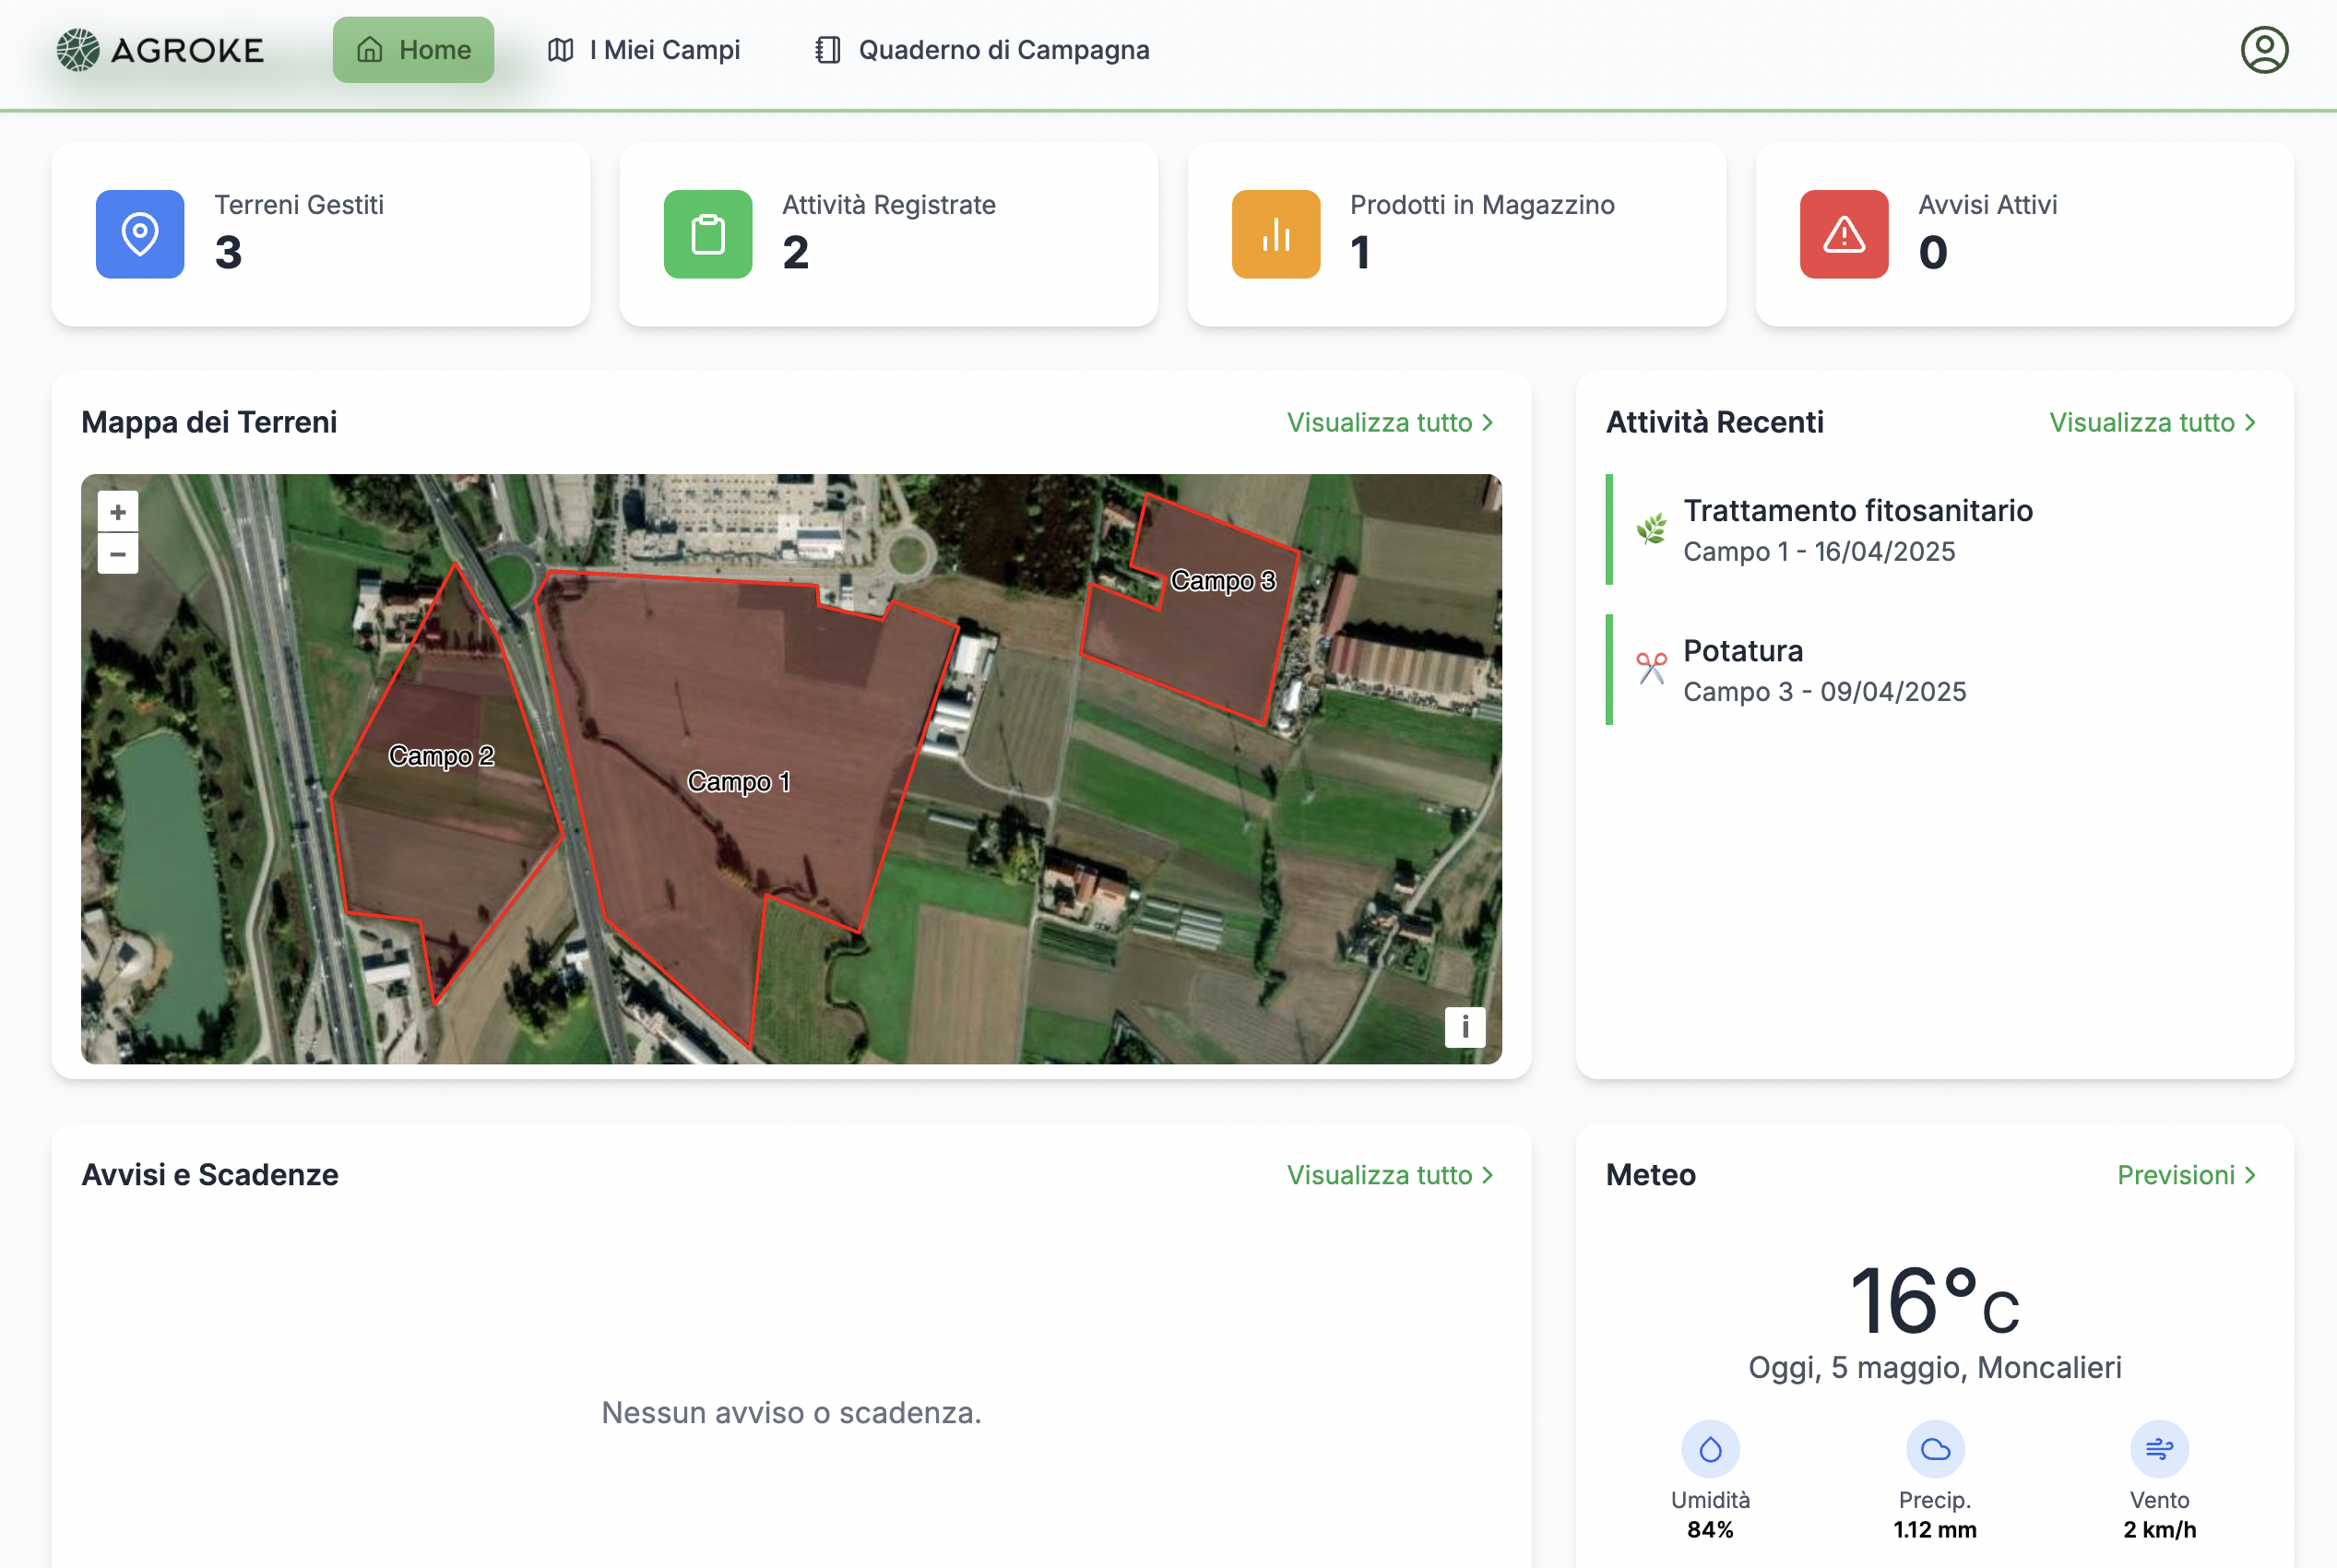 AGROKE
Home
I Miei Campi
Quaderno di Campagna
Terreni Gestiti
3
Attività Registrate
2
Prodotti in Magazzino
1
Avvisi Attivi
0
Mappa dei Terreni
Visualizza tutto >
+
−
Campo 3
Campo 2
Campo 1
i
Attività Recenti
Visualizza tutto >
Trattamento fitosanitario
Campo 1 - 16/04/2025
Potatura
Campo 3 - 09/04/2025
Avvisi e Scadenze
Visualizza tutto >
Nessun avviso o scadenza.
Meteo
Previsioni >
16°C
Oggi, 5 maggio, Moncalieri
Umidità
84%
Precip.
1.12 mm
Vento
2 km/h